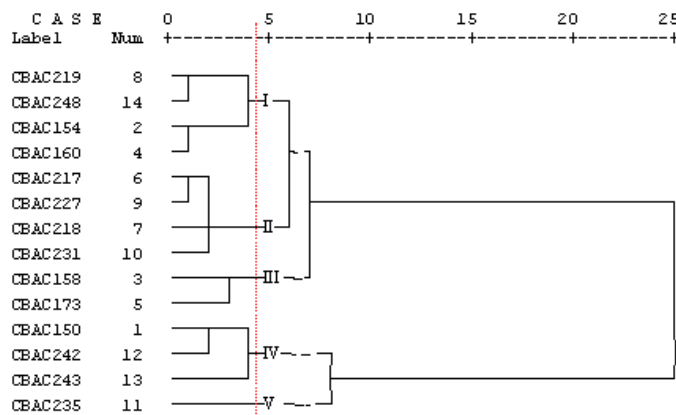 C A S E 0 5 10 15 20 25
Label Num +---------+---------+---------+---------+---------+
CBAC219 8
CBAC248 14 I
CBAC154 2
CBAC160 4
CBAC217 6
CBAC227 9
CBAC218 7 II
CBAC231 10
CBAC158 3 III
CBAC173 5
CBAC150 1
CBAC242 12 IV
CBAC243 13
CBAC235 11 V